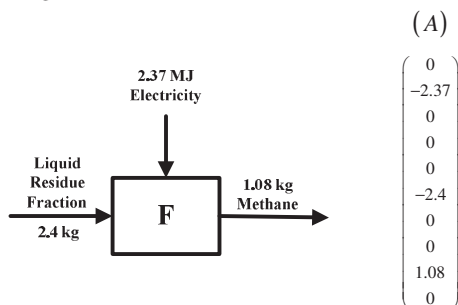 (A)
2.37 MJ
Electricity
Liquid
Residue
Fraction
2.4 kg
F
1.08 kg
Methane
0
−2.37
0
0
0
−2.4
0
0
1.08
0